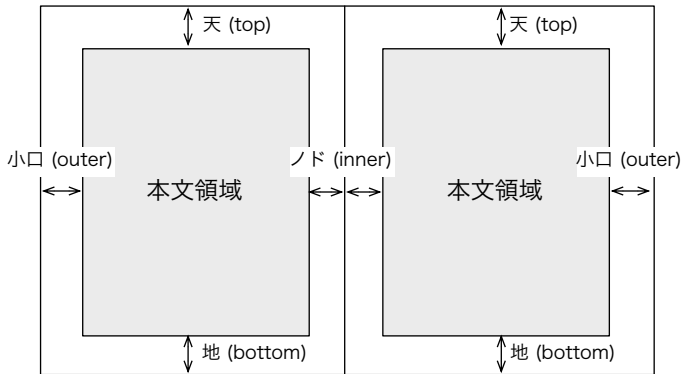 天 (top)
天 (top)
小口 (outer)
ノド (inner)
小口 (outer)
本文領域
本文領域
地 (bottom)
地 (bottom)